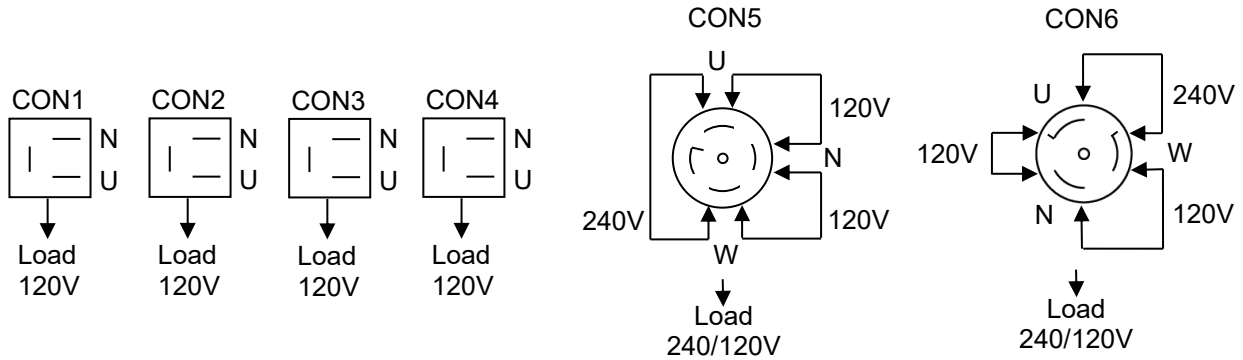 CON1
N
U
Load
120V
CON2
N
U
Load
120V
CON3
N
U
Load
120V
CON4
N
U
Load
120V
CON5
U
120V
N
240V
120V
W
Load
240/120V
CON6
U
240V
120V
W
N
120V
Load
240/120V